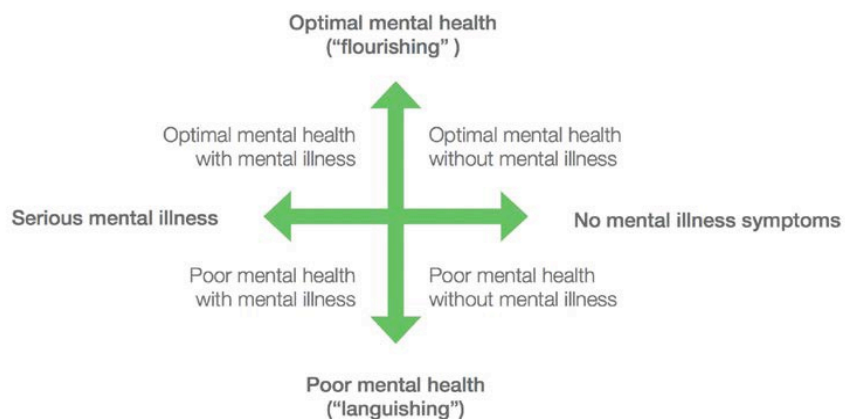 Optimal mental health
(“flourishing” )
Optimal mental health
with mental illness
Optimal mental health
without mental illness
Serious mental illness
No mental illness symptoms
Poor mental health
with mental illness
Poor mental health
without mental illness
Poor mental health
(“languishing”)